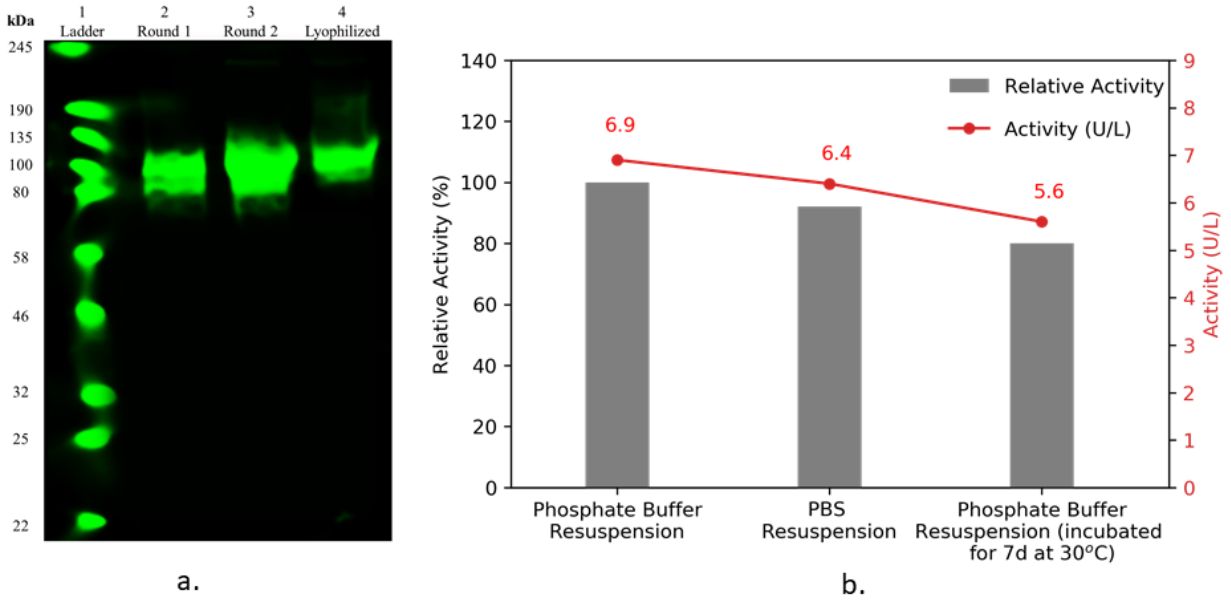 kDa
1
Ladder
2
Round 1
3
Round 2
4
Lyophilized
245
190
135
100
80
58
46
32
25
22
a.
Relative Activity (%)
140
120
100
80
60
40
20
0
Relative Activity
Activity (U/L)
6.9
6.4
5.6
9
8
7
6
5
4
3
2
1
0
Activity (U/L)
Phosphate Buffer
Resuspension
PBS
Resuspension
Phosphate Buffer
Resuspension (incubated
for 7d at 30°C)
b.